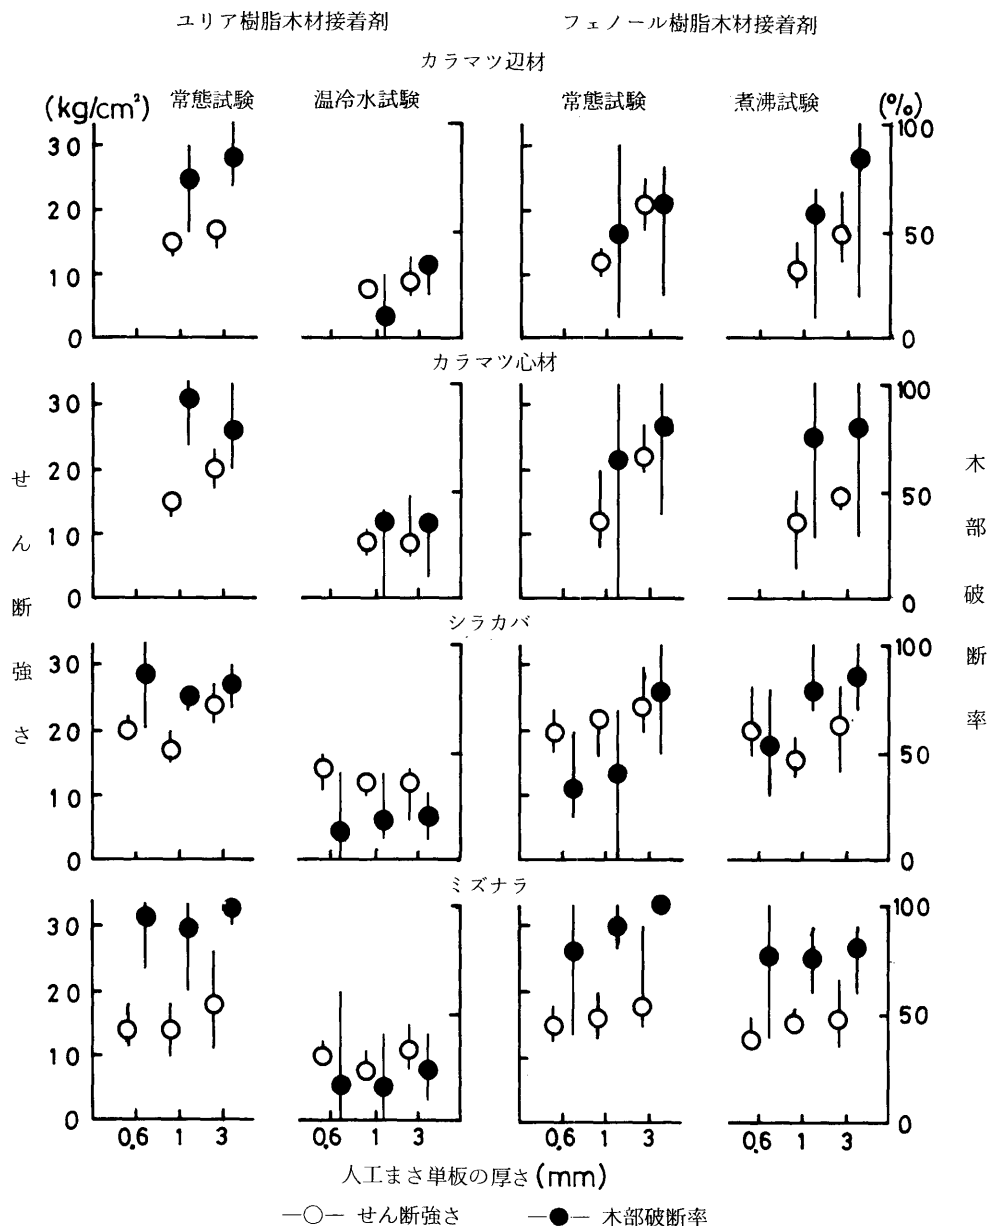 ユリア樹脂木材接着剤 フェノール樹脂木材接着剤
カラマツ辺材
(kg/cm²) 常態試験 温冷水試験 常態試験 煮沸試験 (%)
30 100
20
50
10
0 0
カラマツ心材
30 100
20
50
10
0 0
シラカバ
30 100
20
50
10
0 0
ミズナラ
30 100
20
50
10
0 0
せん断強さ
木部破断率
0.6 1 3 0.6 1 3 0.6 1 3 0.6 1 3
人工まさ単板の厚さ(mm)
—○— せん断強さ —●— 木部破断率